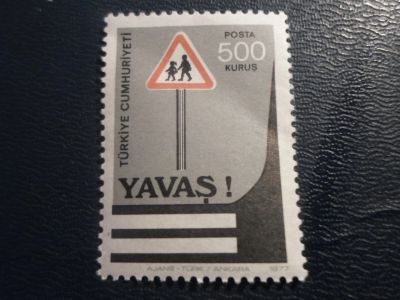 TÜRKİYE CUMHURİYETİ
POSTA
500
KURUŞ
YAVAŞ !
AJANS - TÜRK / ANKARA
1977